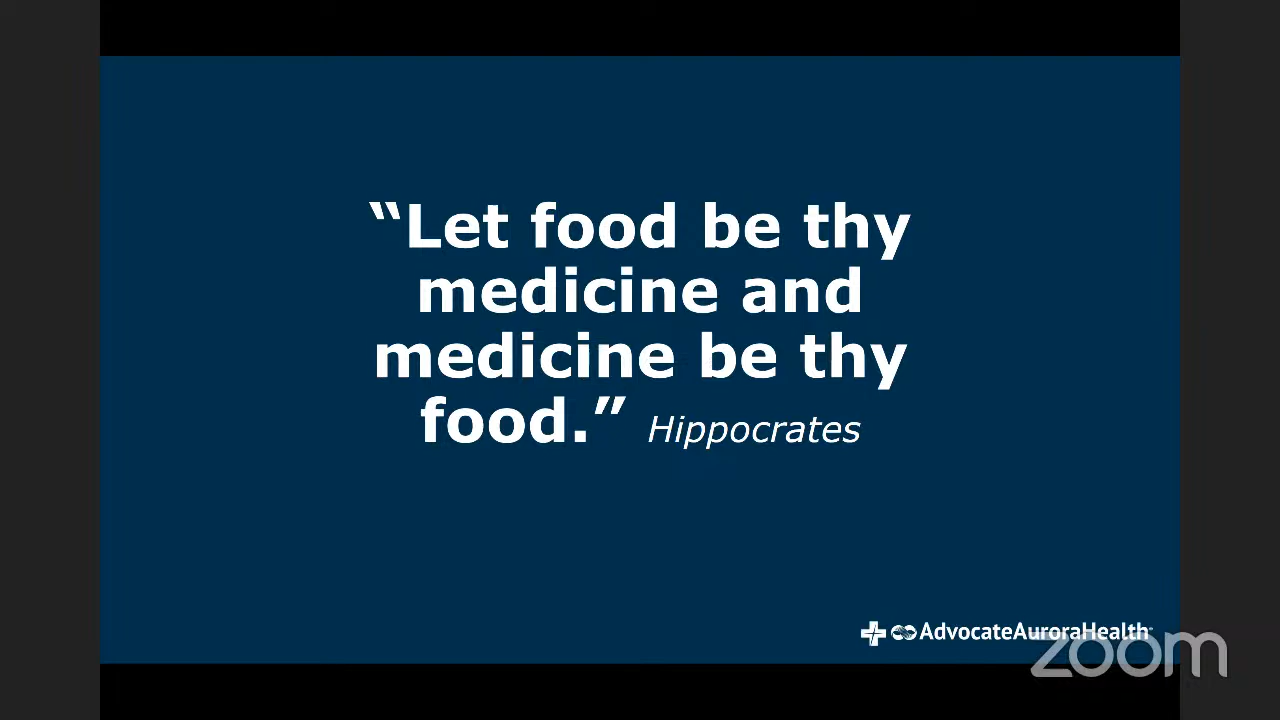 “Let food be thy
medicine and
medicine be thy
food.” Hippocrates
AdvocateAuroraHealth
zoom